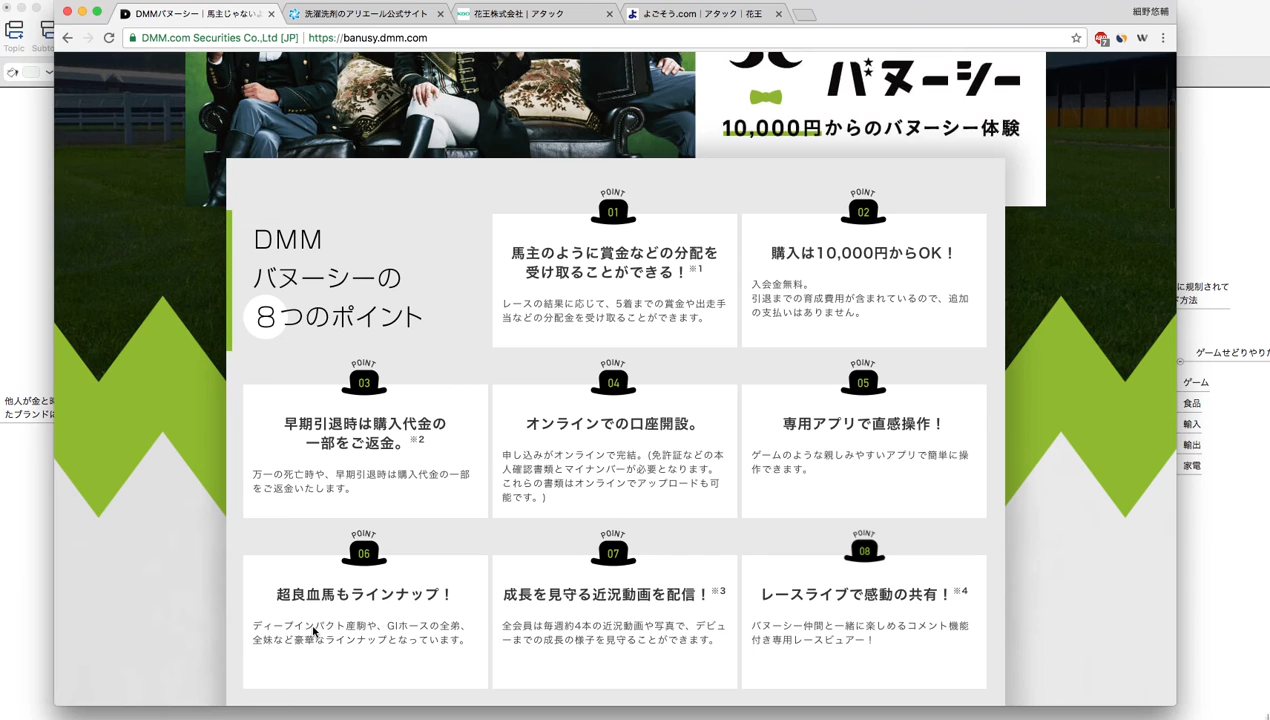 DMMバヌーシー｜馬主じゃないよ
洗濯洗剤のアリエール公式サイト
花王株式会社｜アタック
よごそう.com｜アタック｜花王
細野悠輔
DMM.com Securities Co.,Ltd [JP]
https://banusy.dmm.com
Topic
バヌーシー
10,000円からのバヌーシー体験
DMM
バヌーシーの
8つのポイント
POINT
01
馬主のように賞金などの分配を
受け取ることができる！※1
レースの結果に応じて、5着までの賞金や出走手
当などの分配金を受け取ることができます。
POINT
02
購入は10,000円からOK！
入会金無料。
引退までの育成費用が含まれているので、追加
の支払いはありません。
POINT
03
早期引退時は購入代金の
一部をご返金。※2
万一の死亡時や、早期引退時は購入代金の一部
をご返金いたします。
POINT
04
オンラインでの口座開設。
申し込みがオンラインで完結。(免許証などの本
人確認書類とマイナンバーが必要となります。
これらの書類はオンラインでアップロードも可
能です。)
POINT
05
専用アプリで直感操作！
ゲームのような親しみやすいアプリで簡単に操
作できます。
POINT
06
超良血馬もラインナップ！
ディープインパクト産駒や、GIホースの全弟、
全妹など豪華なラインナップとなっています。
POINT
07
成長を見守る近況動画を配信！※3
全会員は毎週約4本の近況動画や写真で、デビュ
ーまでの成長の様子を見守ることができます。
POINT
08
レースライブで感動の共有！※4
バヌーシー仲間と一緒に楽しめるコメント機能
付き専用レースビュアー！
他人が金と時
たブランドに
に規制されて
方法
ゲームせどりやりた
ゲーム
食品
輸入
輸出
家電